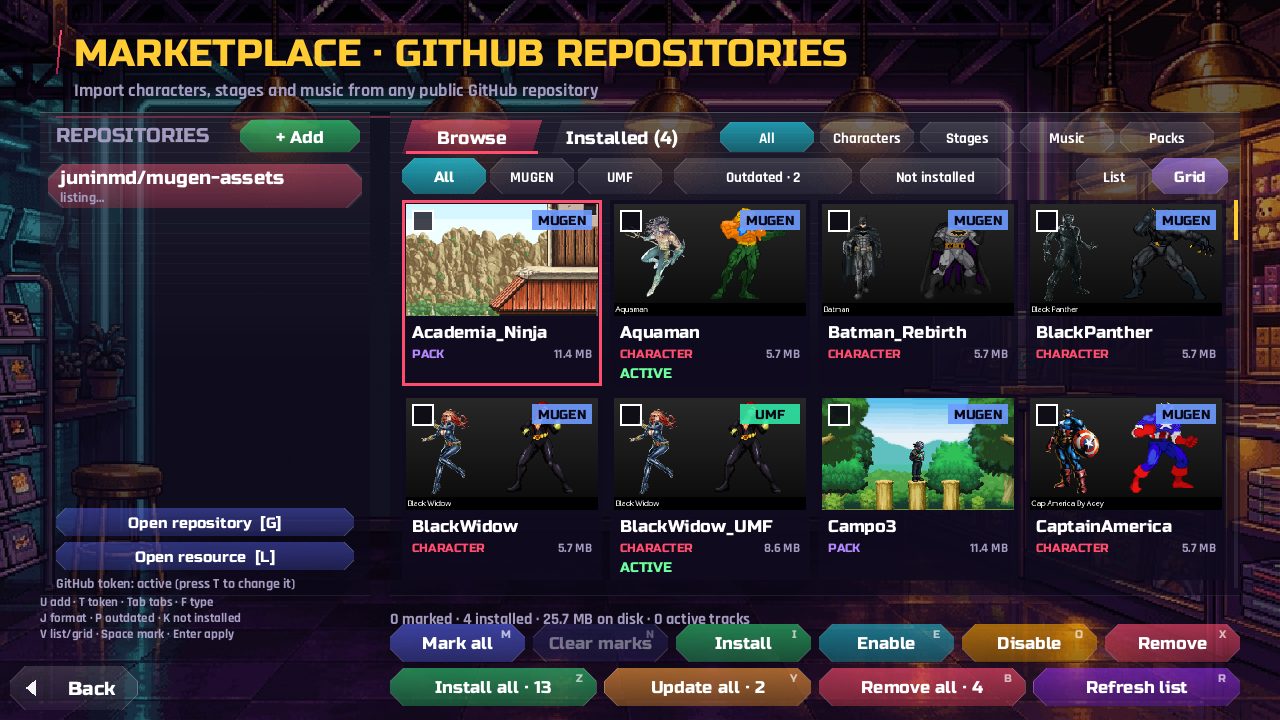 MARKETPLACE · GITHUB REPOSITORIES
Import characters, stages and music from any public GitHub repository
REPOSITORIES
+ Add
juninmd/mugen-assets
listing...
Open repository [G]
Open resource [L]
GitHub token: active (press T to change it)
U add · T token · Tab tabs · F type
J format · P outdated · K not installed
V list/grid · Space mark · Enter apply
Back
Browse
Installed (4)
All
Characters
Stages
Music
Packs
All
MUGEN
UMF
Outdated · 2
Not installed
List
Grid
MUGEN
Academia_Ninja
PACK
11.4 MB
MUGEN
Aquaman
Aquaman
CHARACTER
5.7 MB
ACTIVE
MUGEN
Batman
Batman_Rebirth
CHARACTER
5.7 MB
MUGEN
Black Panther
BlackPanther
CHARACTER
5.7 MB
MUGEN
Black Widow
BlackWidow
CHARACTER
5.7 MB
UMF
Black Widow
BlackWidow_UMF
CHARACTER
8.6 MB
ACTIVE
MUGEN
Campo3
PACK
11.4 MB
MUGEN
Cap America By Acey
CaptainAmerica
CHARACTER
5.7 MB
0 marked · 4 installed · 25.7 MB on disk · 0 active tracks
Mark all M
Clear marks N
Install I
Enable E
Disable O
Remove X
Install all · 13 Z
Update all · 2 Y
Remove all · 4 B
Refresh list R